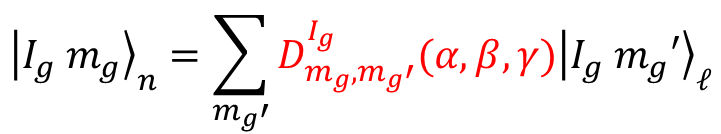 |I_g m_g⟩_n = ∑_{m_g′} D^{I_g}_{m_g,m_g′}(α, β, γ)|I_g m_g′⟩_ℓ